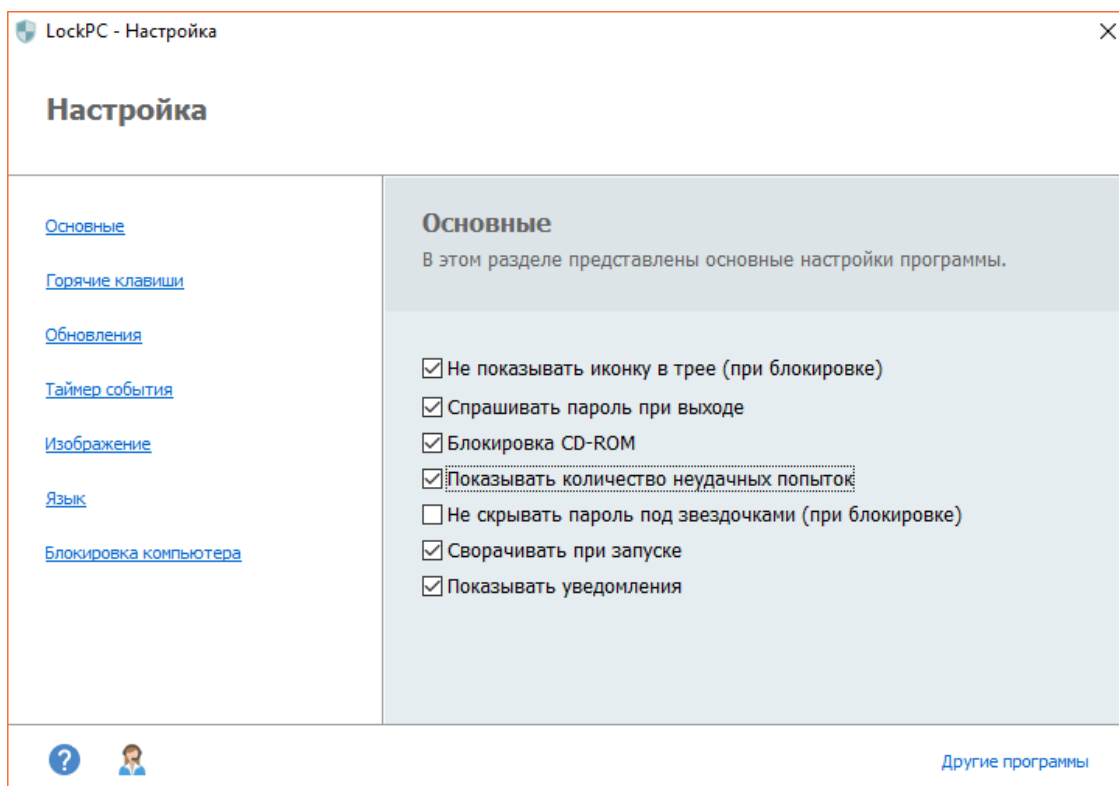 LockPC - Настройка
Настройка
Основные
Горячие клавиши
Обновления
Таймер события
Изображение
Язык
Блокировка компьютера
Основные
В этом разделе представлены основные настройки программы.
Не показывать иконку в трее (при блокировке)
Спрашивать пароль при выходе
Блокировка CD-ROM
Показывать количество неудачных попыток
Не скрывать пароль под звездочками (при блокировке)
Сворачивать при запуске
Показывать уведомления
?
Другие программы